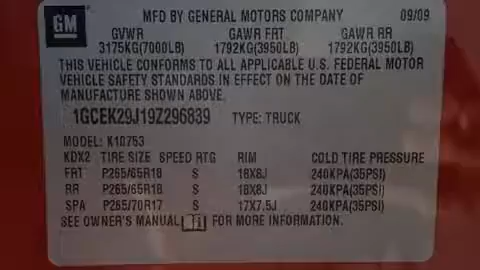 GM
MFD BY GENERAL MOTORS COMPANY 09/09
GVWR GAWR FRT GAWR RR
3175KG(7000LB) 1792KG(3950LB) 1792KG(3950LB)
THIS VEHICLE CONFORMS TO ALL APPLICABLE U.S. FEDERAL MOTOR
VEHICLE SAFETY STANDARDS IN EFFECT ON THE DATE OF
MANUFACTURE SHOWN ABOVE.
1GCEK29J19Z296839 TYPE: TRUCK
MODEL: K10753
KDX2 TIRE SIZE SPEED RTG RIM COLD TIRE PRESSURE
FRT P265/65R18 S 18X8J 240KPA(35PSI)
RR P265/65R18 S 18X8J 240KPA(35PSI)
SPA P265/70R17 S 17X7.5J 240KPA(35PSI)
SEE OWNER'S MANUAL FOR MORE INFORMATION.